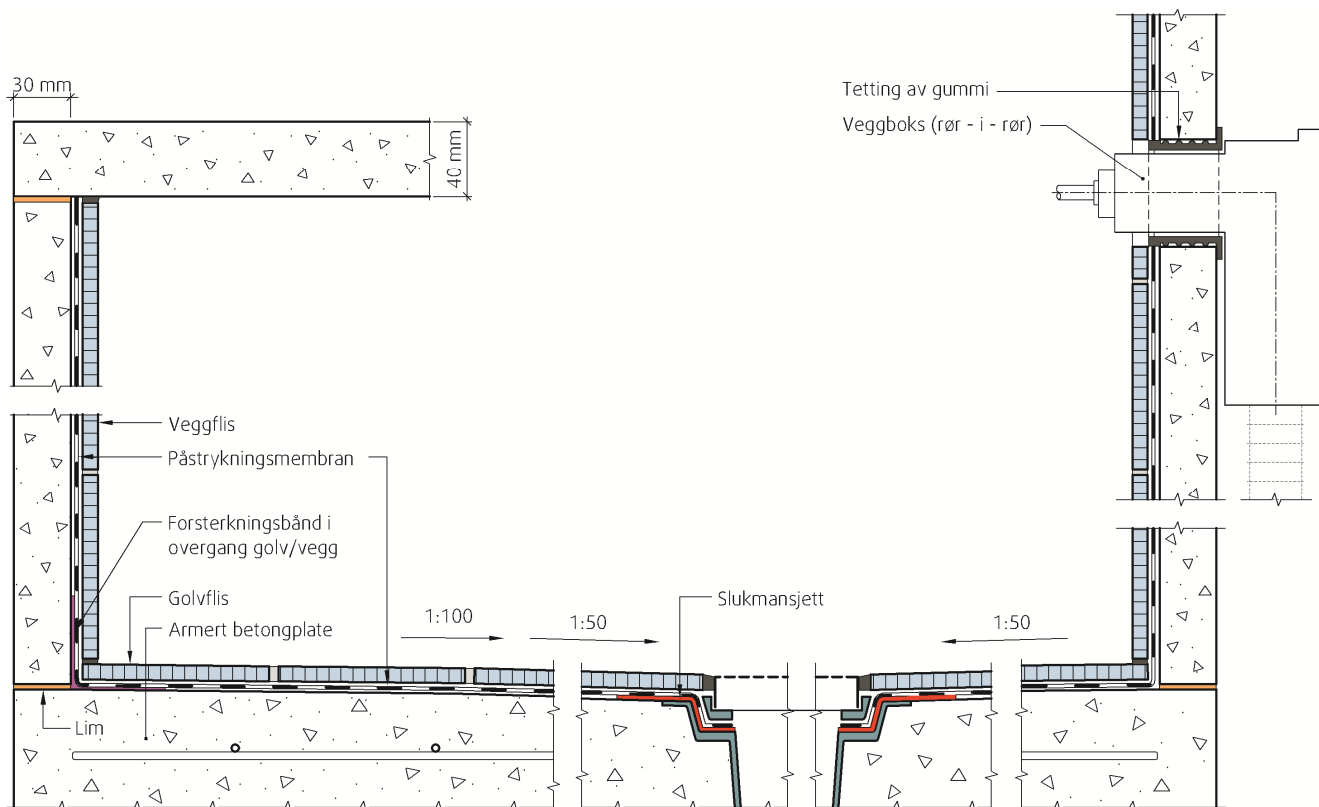 30 mm
40 mm
Tetting av gummi
Veggboks (rør - i - rør)
Veggflis
Påstrykningsmembran
Forsterkningsbånd i
overgang golv/vegg
Golvflis
Armert betongplate
1:100
1:50
Slukmansjett
1:50
Lim